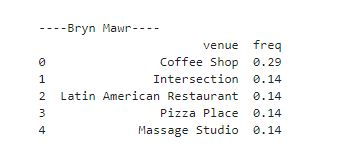 ----Bryn Mawr----
venue freq
0 Coffee Shop 0.29
1 Intersection 0.14
2 Latin American Restaurant 0.14
3 Pizza Place 0.14
4 Massage Studio 0.14